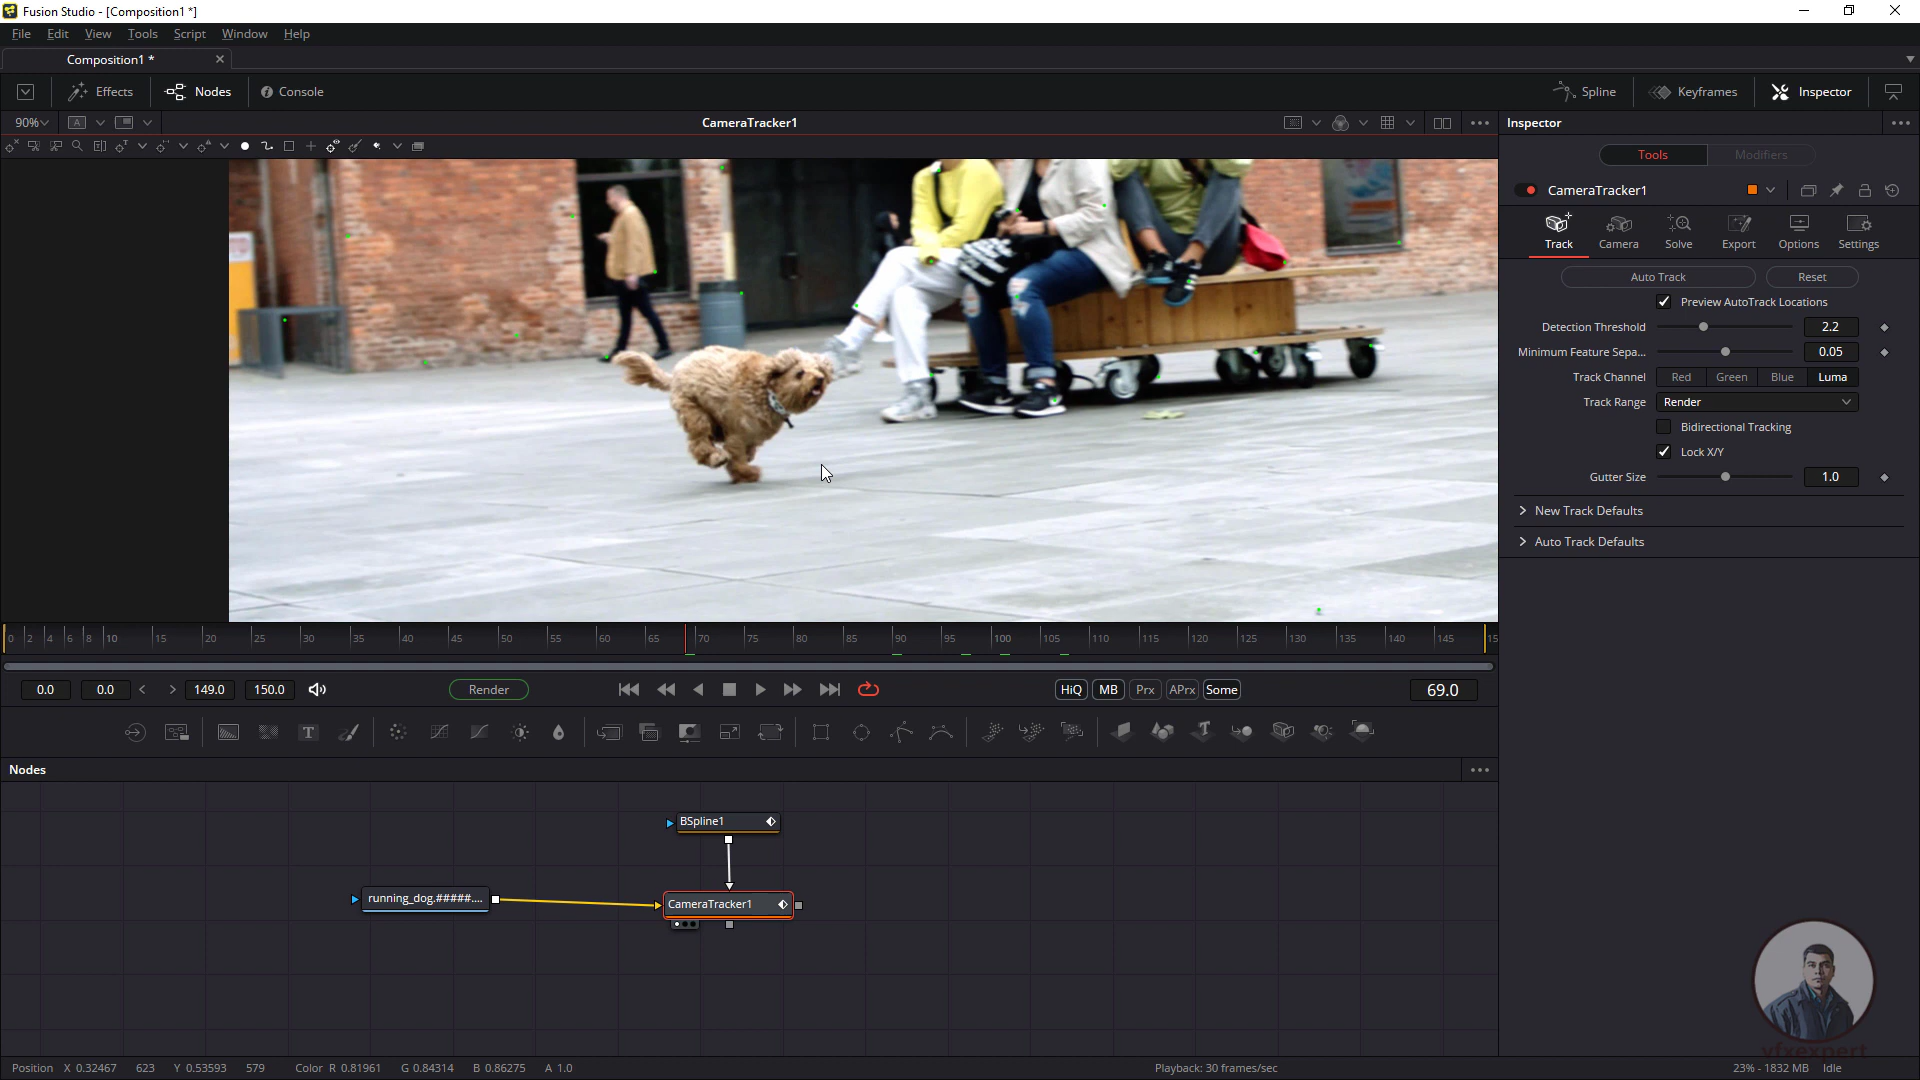 Fusion Studio - [Composition1 *]
File Edit View Tools Script Window Help
Composition1 *
Effects Nodes Console Spline Keyframes Inspector
90% A CameraTracker1 Inspector
Tools Modifiers
CameraTracker1
Track Camera Solve Export Options Settings
Auto Track Reset
Preview AutoTrack Locations
Detection Threshold 2.2
Minimum Feature Sepa... 0.05
Track Channel Red Green Blue Luma
Track Range Render
Bidirectional Tracking
Lock X/Y
Gutter Size 1.0
New Track Defaults
Auto Track Defaults
0 2 4 6 8 10 15 20 25 30 35 40 45 50 55 60 65 70 75 80 85 90 95 100 105 110 115 120 125 130 135 140 145 15
0.0 0.0 149.0 150.0 Render HiQ MB Prx APrx Some 69.0
T T
Nodes
BSpline1
running_dog.#####.... CameraTracker1
vfxexpert
Position X 0.32467 623 Y 0.53593 579 Color R 0.81961 G 0.84314 B 0.86275 A 1.0 Playback: 30 frames/sec 23% - 1832 MB Idle